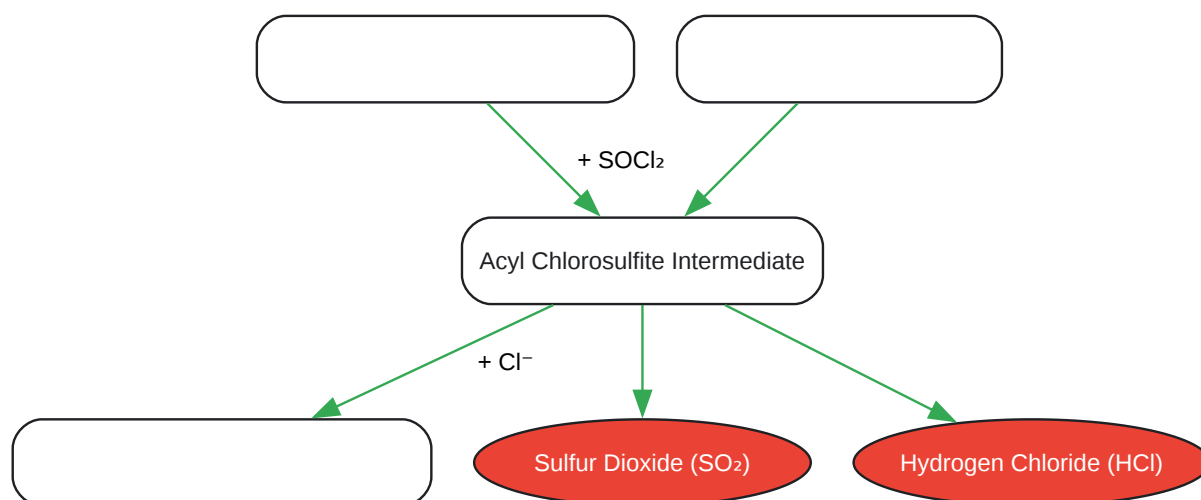 + SOCl₂
Acyl Chlorosulfite Intermediate
+ Cl⁻
Sulfur Dioxide (SO₂)
Hydrogen Chloride (HCl)